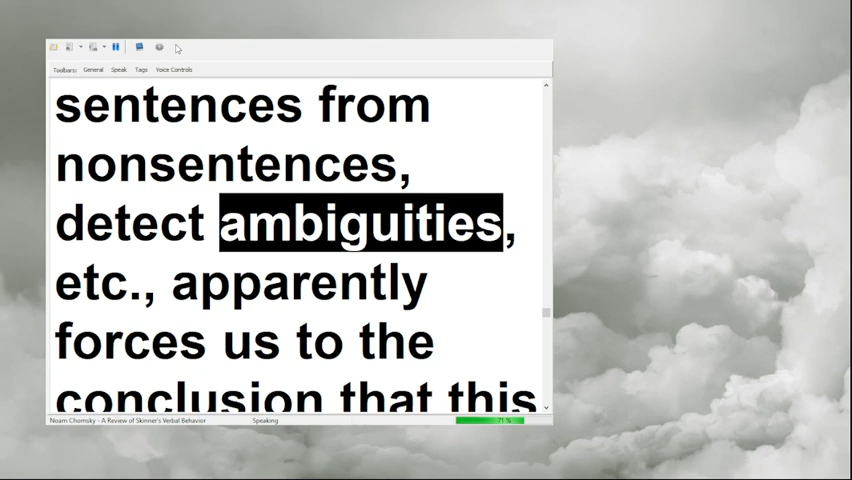 Toolbars: General Speak Tags Voice Controls
sentences from
nonsentences,
detect ambiguities,
etc., apparently
forces us to the
conclusion that this
Noam Chomsky - A Review of Skinner's Verbal Behavior Speaking 71 %